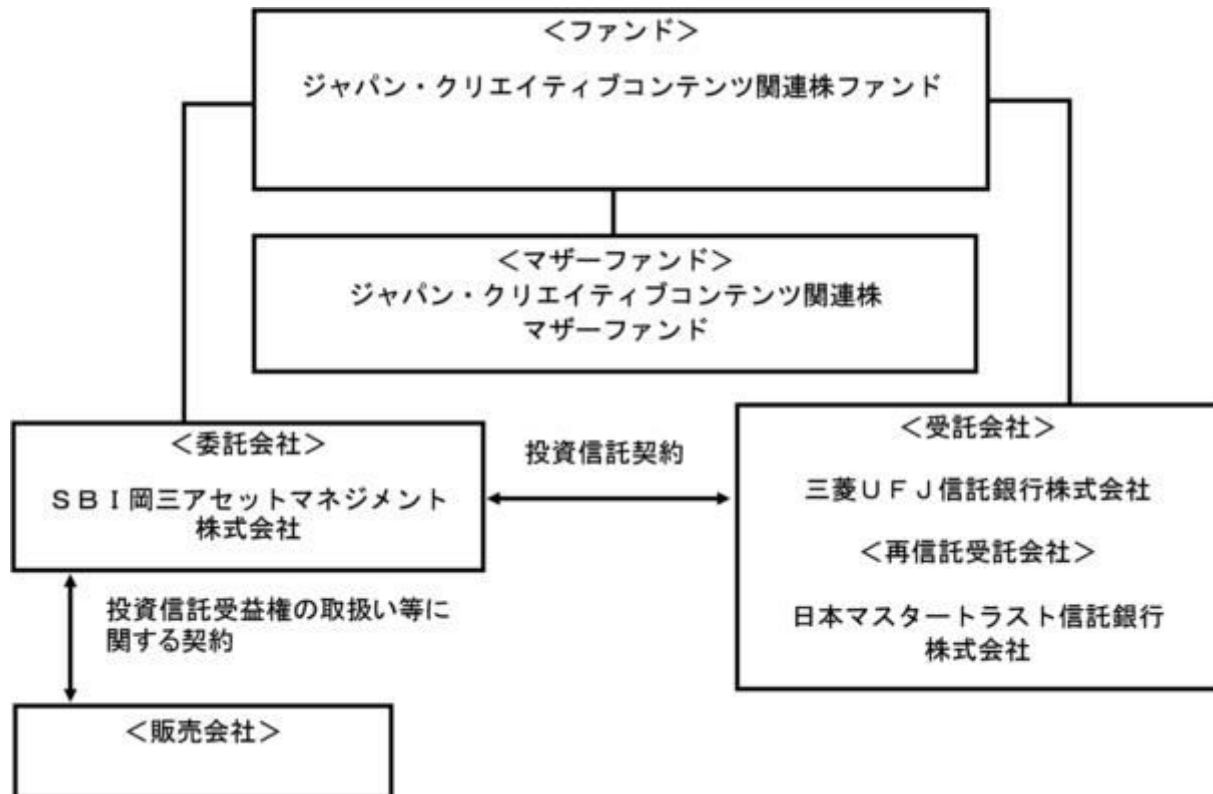 ＜ファンド＞
ジャパン・クリエイティブコンテンツ関連株ファンド
＜マザーファンド＞
ジャパン・クリエイティブコンテンツ関連株
マザーファンド
＜委託会社＞
ＳＢＩ岡三アセットマネジメント
株式会社
投資信託契約
＜受託会社＞
三菱ＵＦＪ信託銀行株式会社
＜再信託受託会社＞
日本マスタートラスト信託銀行
株式会社
投資信託受益権の取扱い等に
関する契約
＜販売会社＞